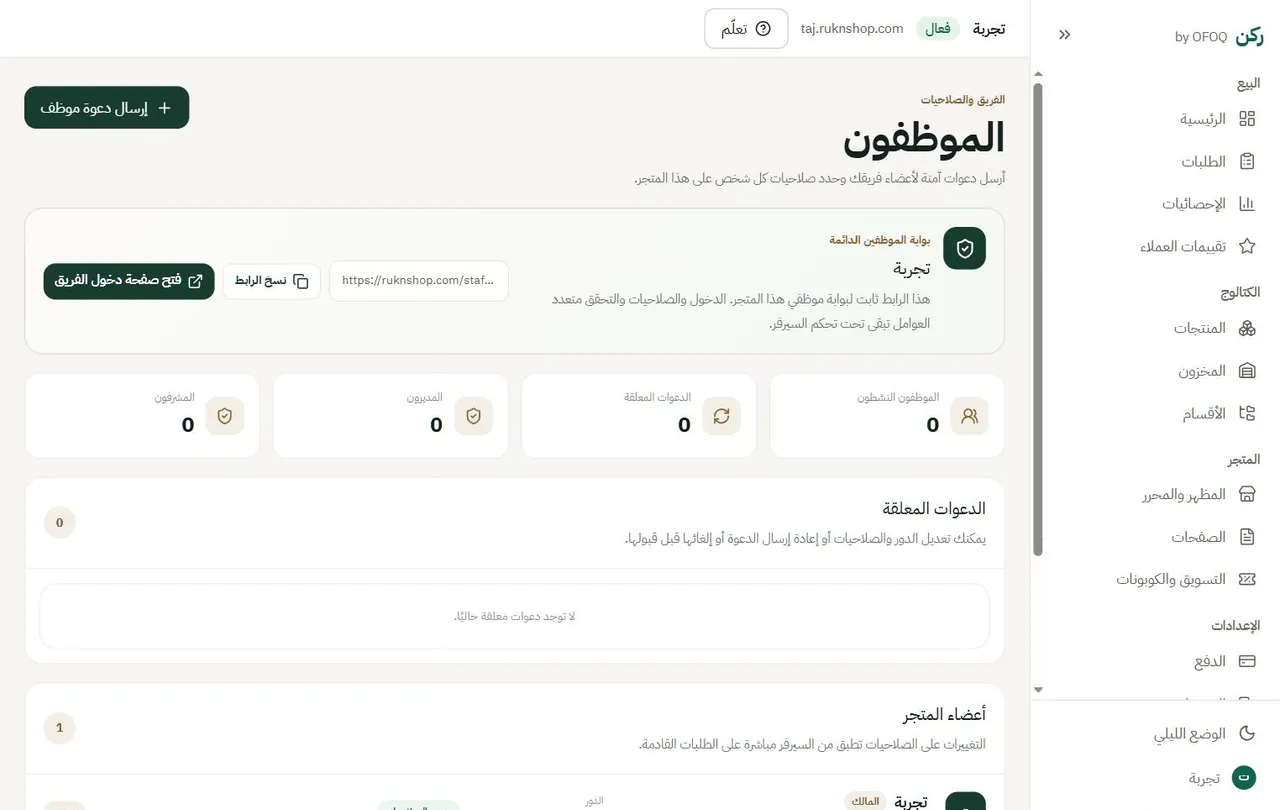 ركن by OFOQ
البيع
الرئيسية
الطلبات
الإحصائيات
تقييمات العملاء
الكتالوج
المنتجات
المخزون
الأقسام
المتجر
المظهر والمحرر
الصفحات
التسويق والكوبونات
الإعدادات
الدفع
الوضع الليلي
ت تجربة
تجربة فعال taj.ruknshop.com تعلّم
الفريق والصلاحيات
الموظفون
أرسل دعوات آمنة لأعضاء فريقك وحدد صلاحيات كل شخص على هذا المتجر.
إرسال دعوة موظف
بوابة الموظفين الدائمة
تجربة
هذا الرابط ثابت لبوابة موظفي هذا المتجر. الدخول والصلاحيات والتحقق متعدد
العوامل تبقى تحت تحكم السيرفر.
https://ruknshop.com/staf...
نسخ الرابط
فتح صفحة دخول الفريق
الموظفون النشطون
0
الدعوات المعلقة
0
المديرون
0
المشرفون
0
الدعوات المعلقة
يمكنك تعديل الدور والصلاحيات أو إعادة إرسال الدعوة أو إلغائها قبل قبولها.
0
لا توجد دعوات معلقة حاليًا.
أعضاء المتجر
التغييرات على الصلاحيات تطبق من السيرفر مباشرة على الطلبات القادمة.
1
تجربة المالك
الدور